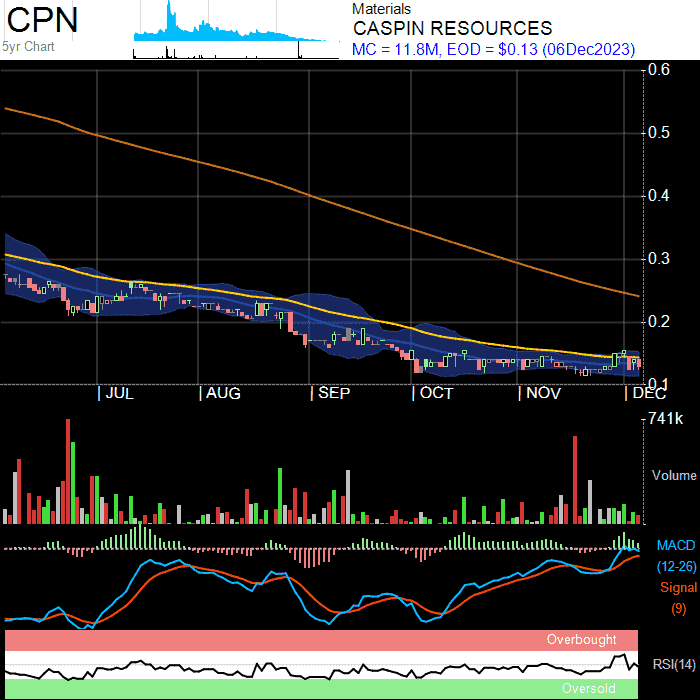 CPN
5yr Chart
Materials
CASPIN RESOURCES
MC = 11.8M, EOD = $0.13 (06Dec2023)
0.6
0.5
0.4
0.3
0.2
0.1
| JUL | AUG | SEP | OCT | NOV | DEC
741k
Volume
MACD
(12-26)
Signal
(9)
Overbought
RSI(14)
Oversold